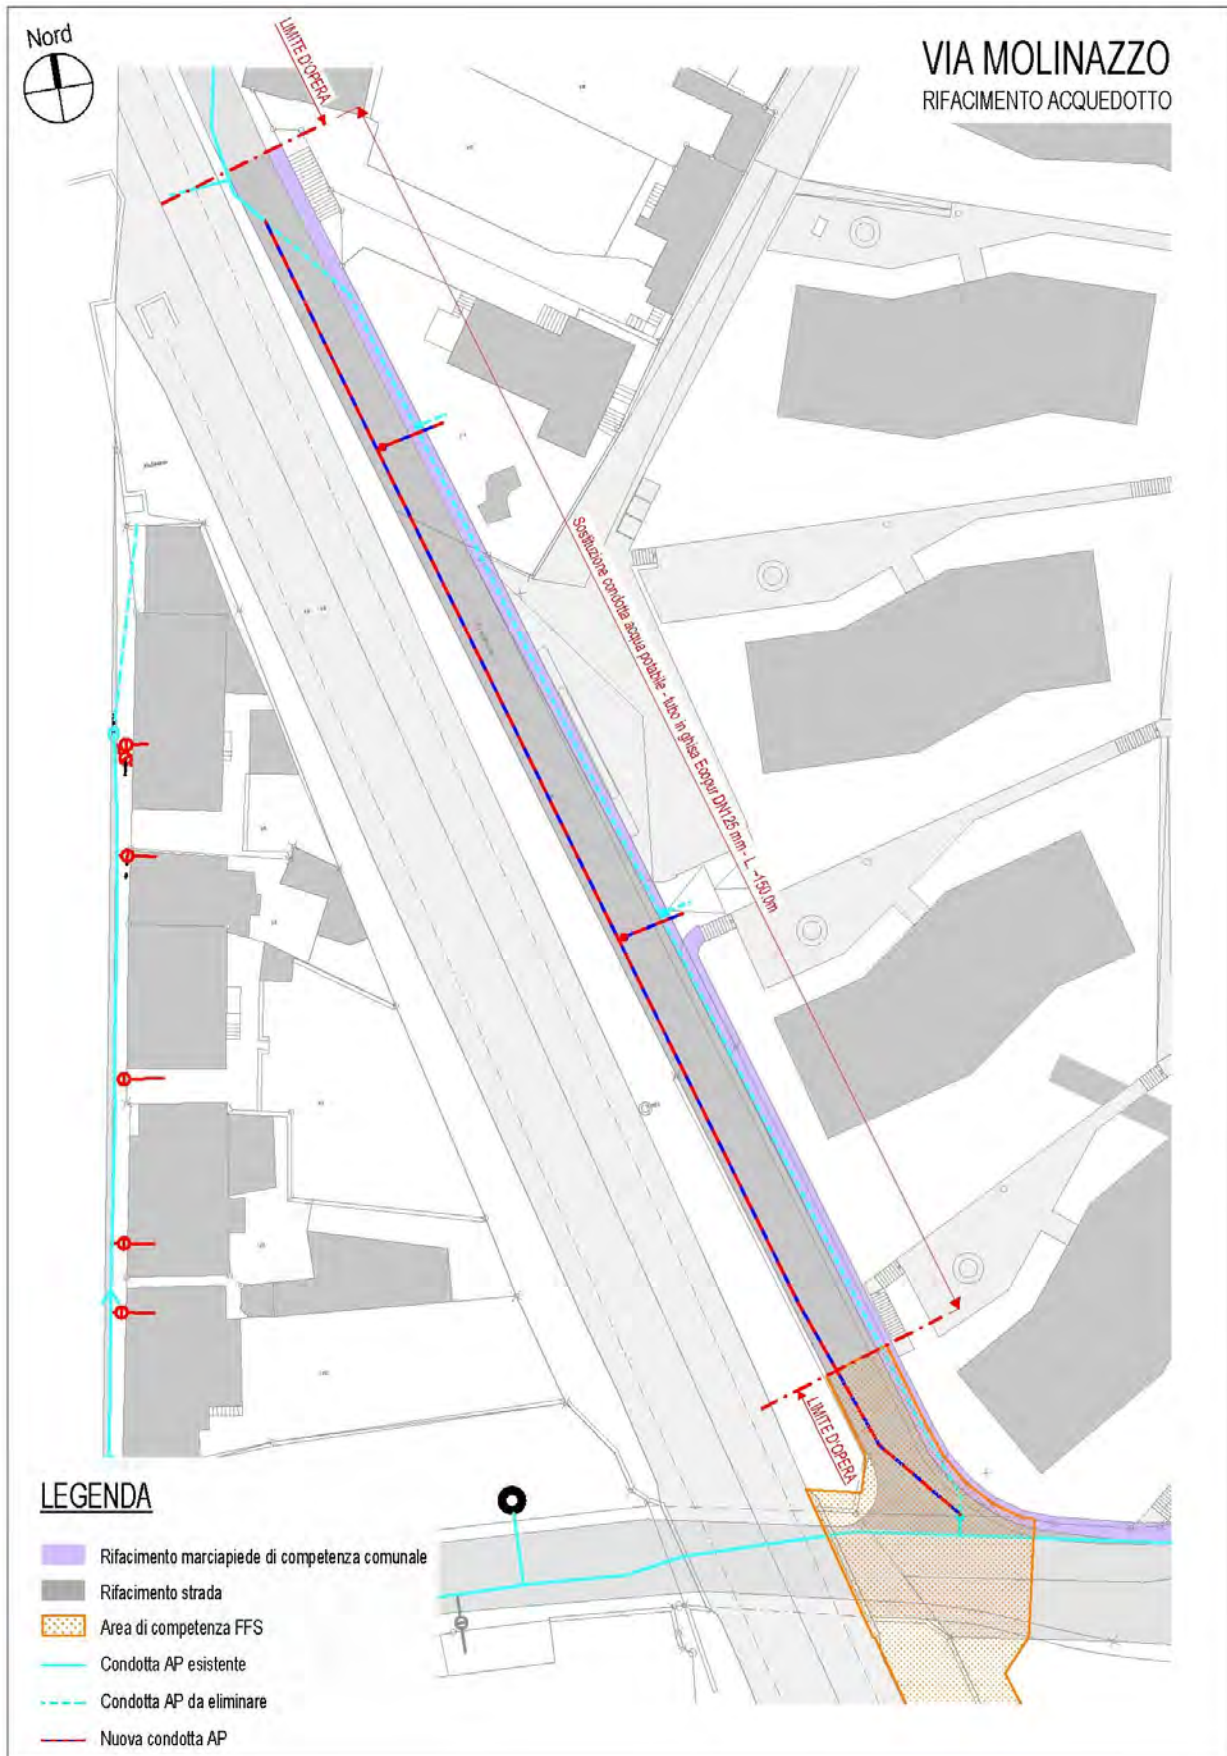 Nord
VIA MOLINAZZO
RIFACIMENTO ACQUEDOTTO
LIMITE D'OPERA
Sostituzione condotta acqua potabile - tubo in ghisa Ecopur DN125 mm - L. ~150.0m
LIMITE D'OPERA
LEGENDA
Rifacimento marciapiede di competenza comunale
Rifacimento strada
Area di competenza FFS
Condotta AP esistente
Condotta AP da eliminare
Nuova condotta AP